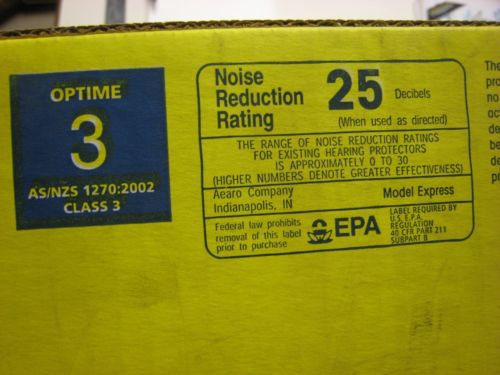 OPTIME
3
AS/NZS 1270:2002
CLASS 3
Noise
Reduction
Rating
25 Decibels
(When used as directed)
THE RANGE OF NOISE REDUCTION RATINGS
FOR EXISTING HEARING PROTECTORS
IS APPROXIMATELY 0 TO 30
(HIGHER NUMBERS DENOTE GREATER EFFECTIVENESS)
Aearo Company
Indianapolis, IN
Model Express
Federal law prohibits
removal of this label
prior to purchase
EPA
LABEL REQUIRED BY
U.S. E.P.A.
REGULATION
40 CFR PART 211
SUBPART B
The